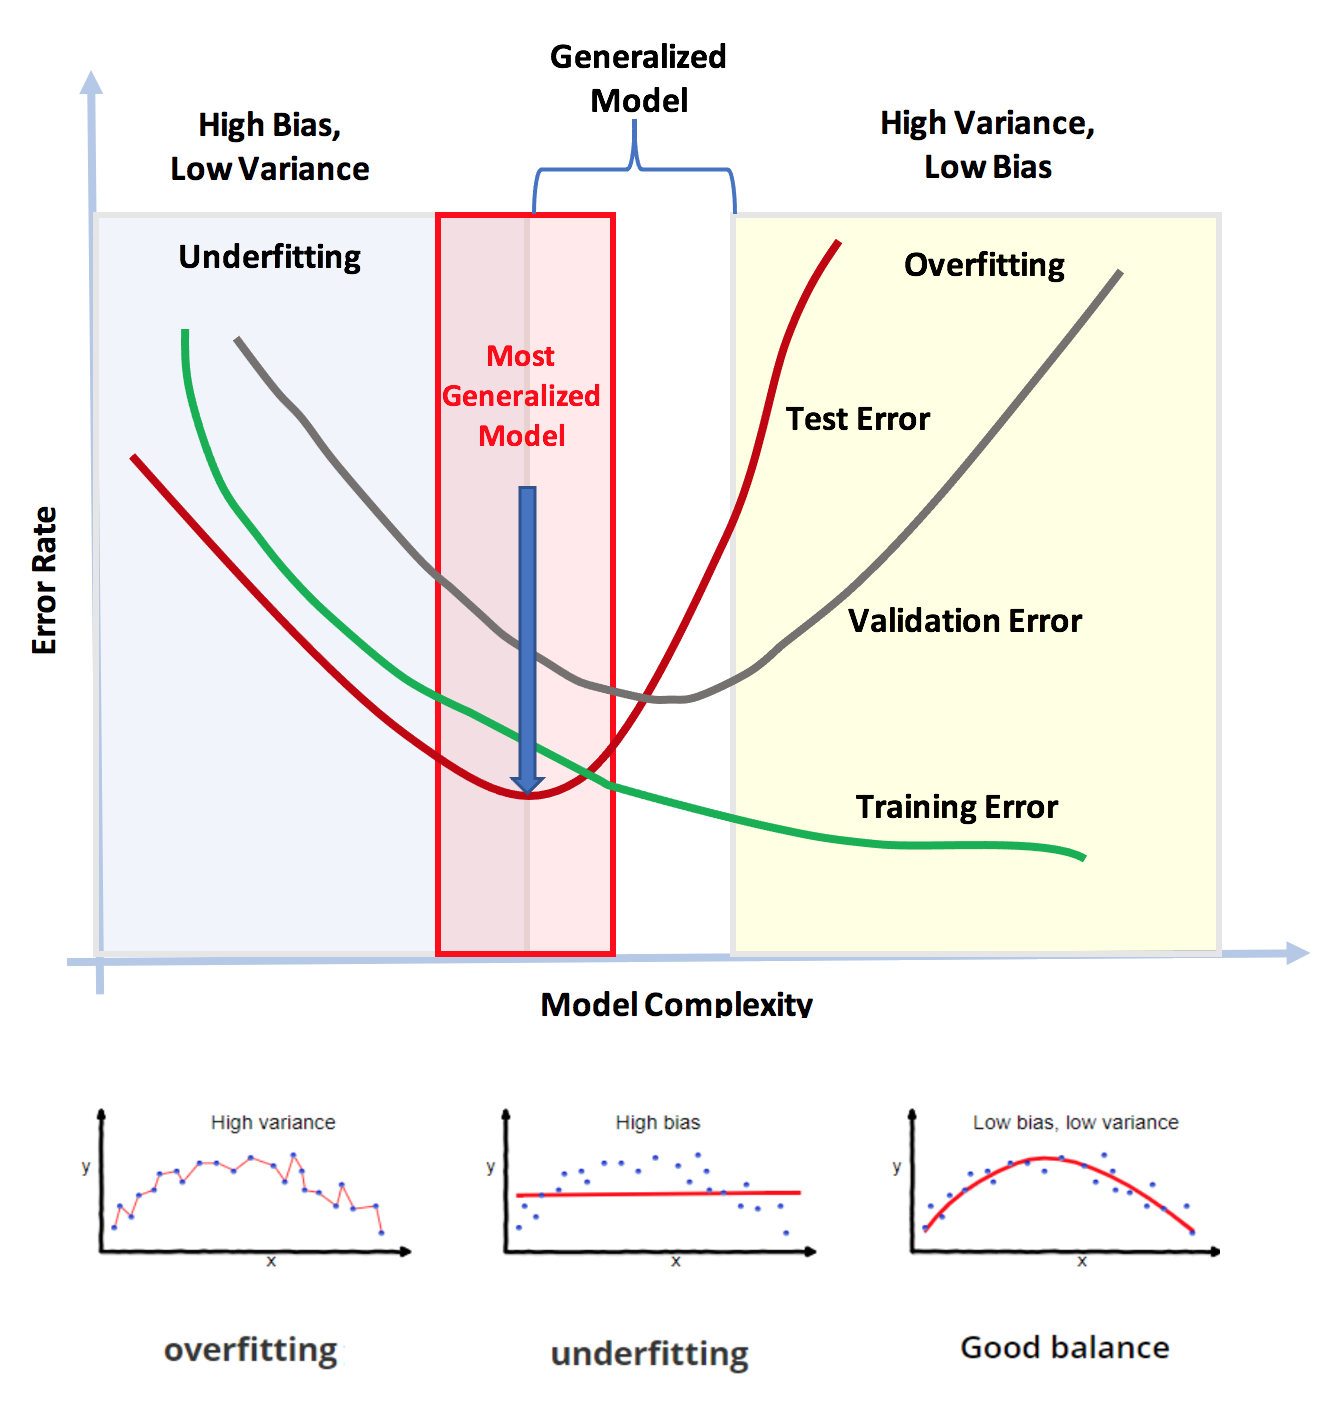 Generalized
Model
High Bias,
Low Variance
High Variance,
Low Bias
Underfitting
Overfitting
Most
Generalized
Model
Test Error
Error Rate
Validation Error
Training Error
Model Complexity
High variance
y
x
overfitting
High bias
y
x
underfitting
Low bias, low variance
y
x
Good balance